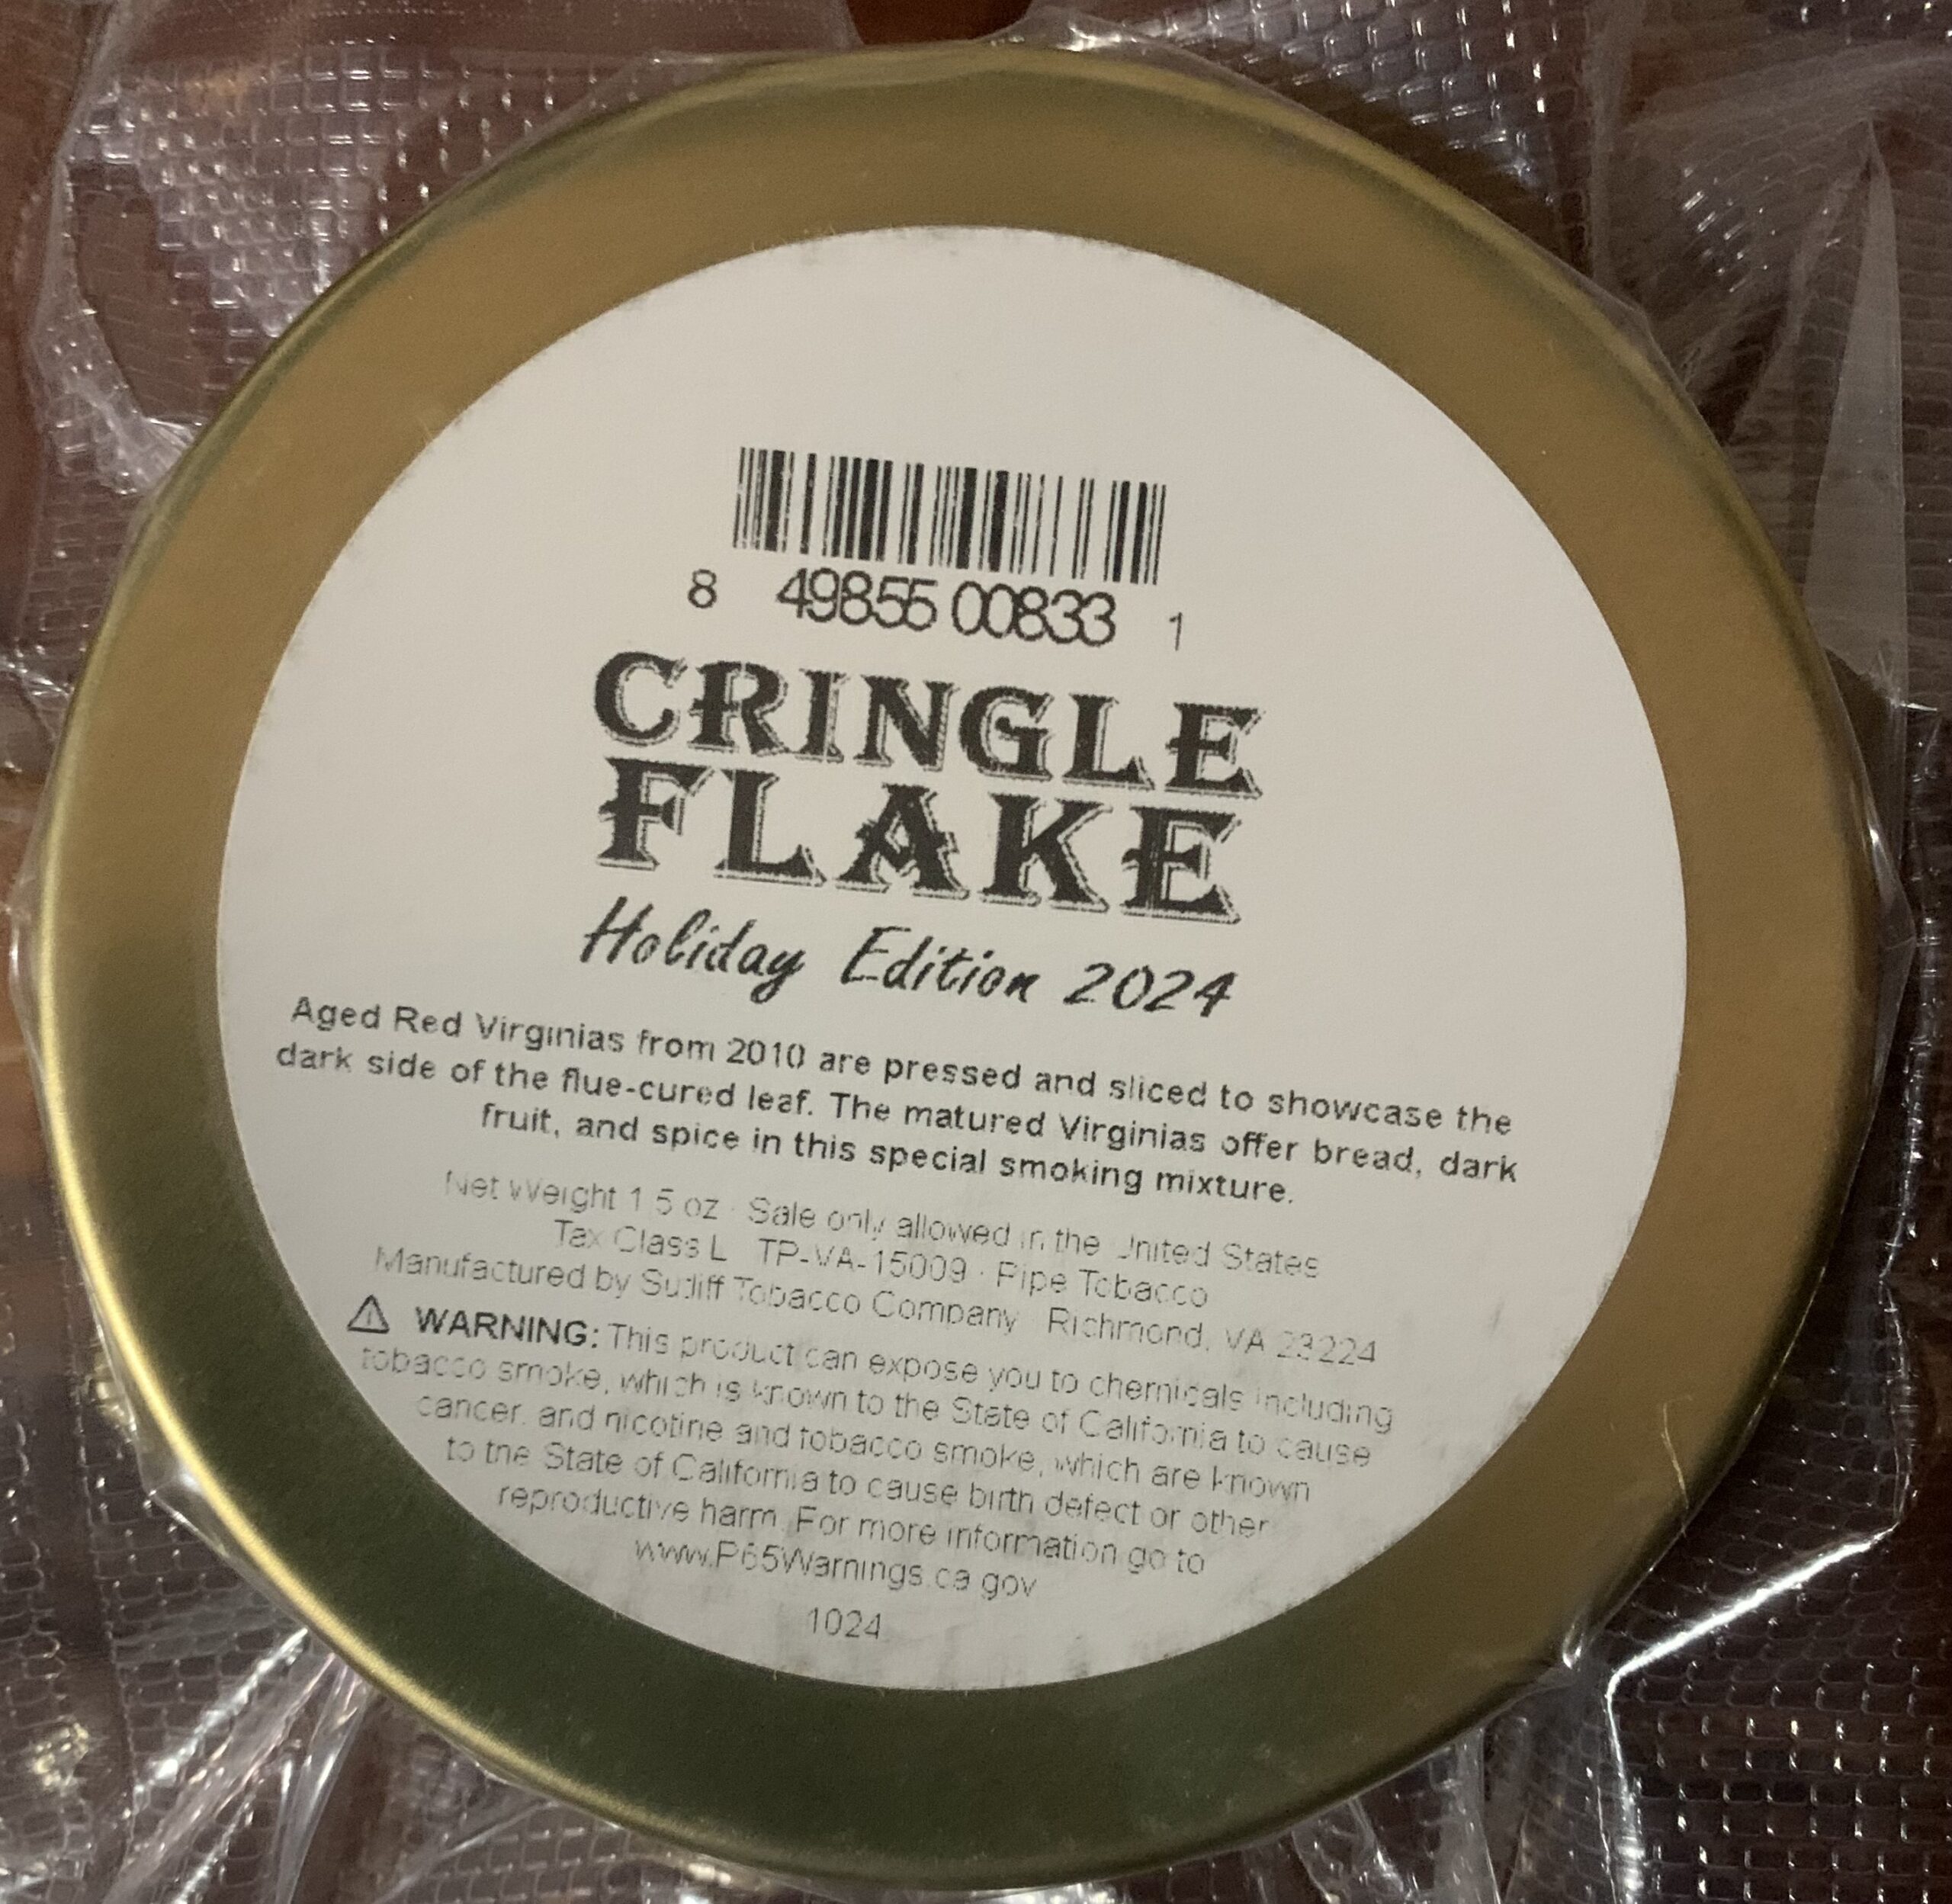 8 49855 00833 1
CRINGLE
FLAKE
Holiday Edition 2024
Aged Red Virginias from 2010 are pressed and sliced to showcase the
dark side of the flue-cured leaf. The matured Virginias offer bread, dark
fruit, and spice in this special smoking mixture.
Net Weight 1.5 oz · Sale only allowed in the United States
Tax Class L · TP-VA-15009 · Pipe Tobacco
Manufactured by Sutliff Tobacco Company · Richmond, VA 23224
⚠ WARNING: This product can expose you to chemicals including
tobacco smoke, which is known to the State of California to cause
cancer, and nicotine and tobacco smoke, which are known
to the State of California to cause birth defect or other
reproductive harm. For more information go to
www.P65Warnings.ca.gov
1024